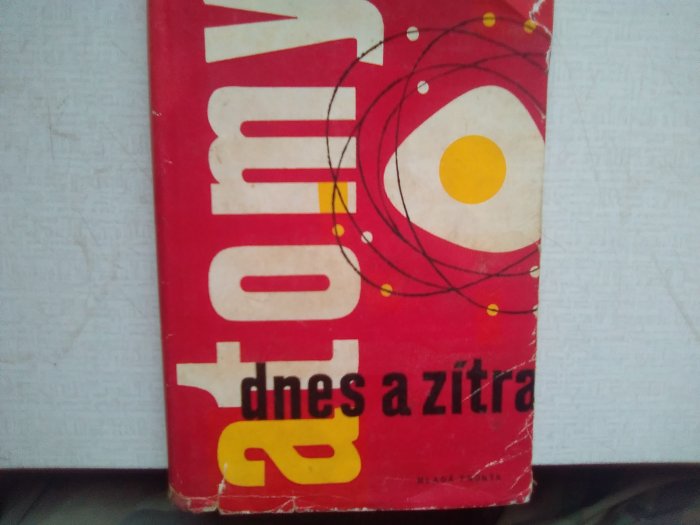 atomy
dnes a zítra
MLADÁ FRONTA